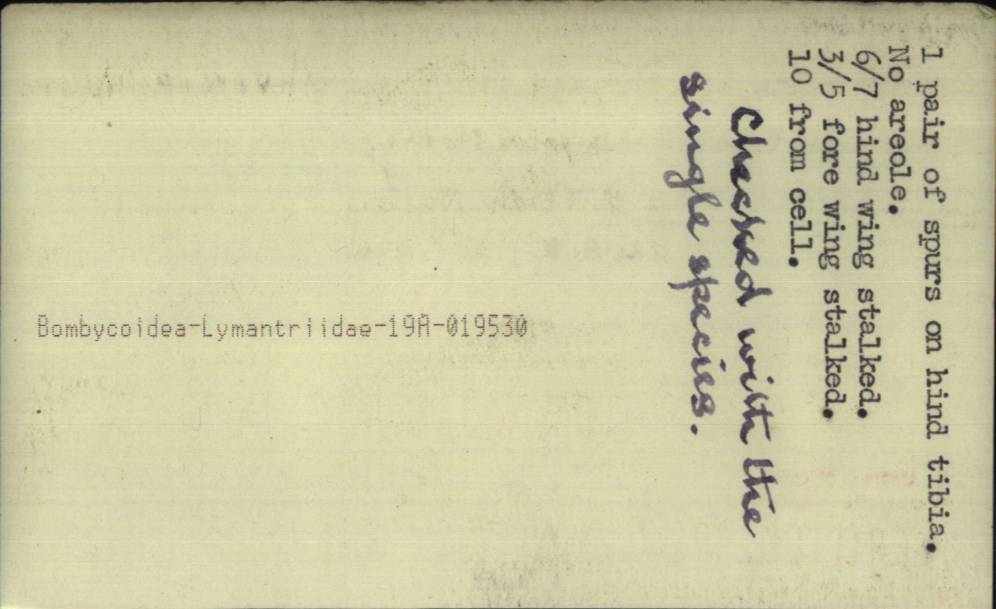 1 pair of spurs on hind tibia.
No areole.
6/7 hind wing stalked.
3/5 fore wing stalked.
10 from cell.
Checked with the
single species.
Bombycoidea-Lymantriidae-19A-019530